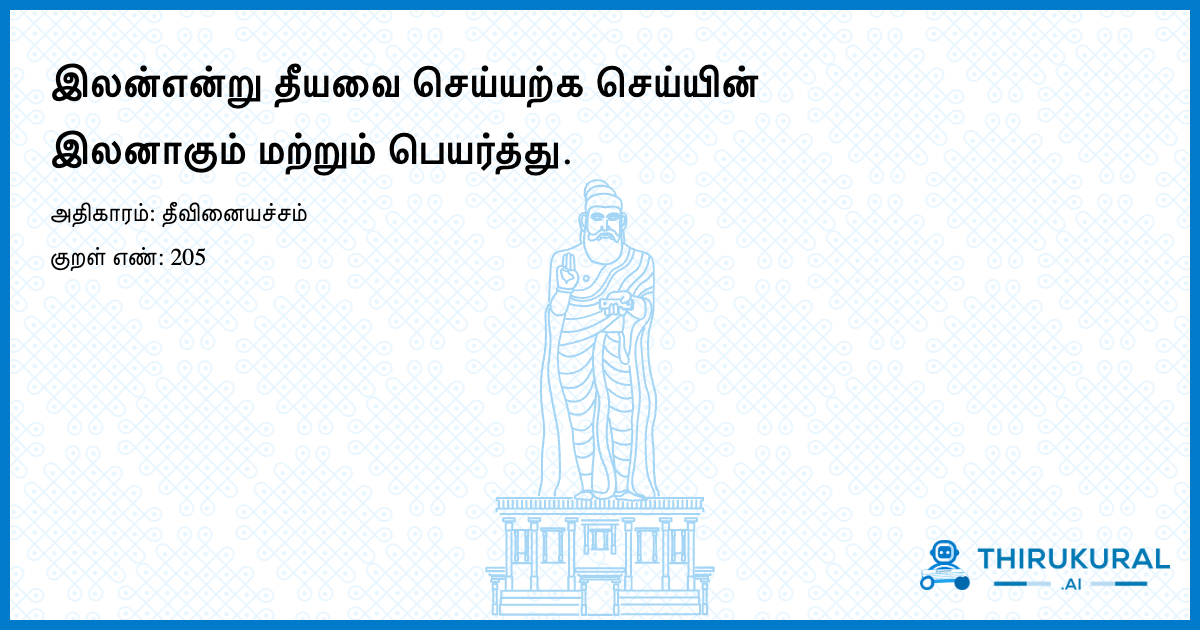 இலன்என்று தீயவை செய்யற்க செய்யின்
இலனாகும் மற்றும் பெயர்த்து.
அதிகாரம்: தீவினையச்சம்
குறள் எண்: 205
THIRUKURAL
.AI